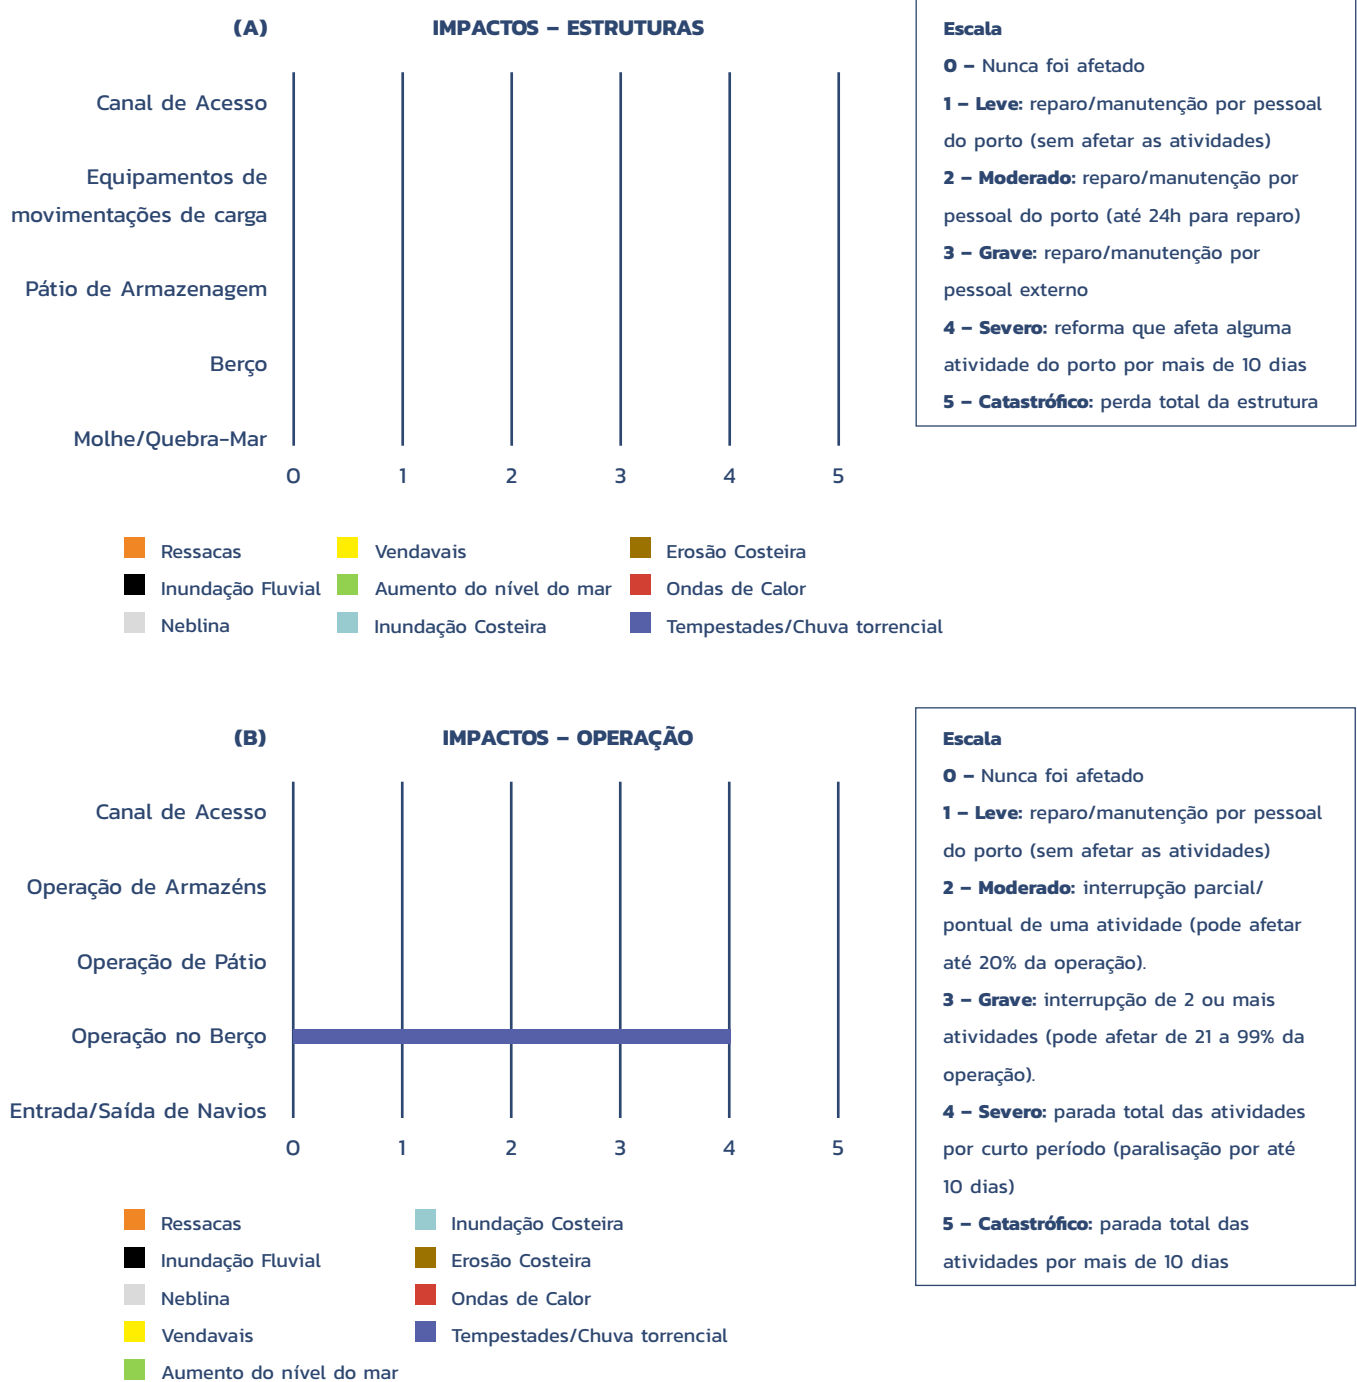 (A)
IMPACTOS – ESTRUTURAS
Canal de Acesso
Equipamentos de
movimentações de carga
Pátio de Armazenagem
Berço
Molhe/Quebra-Mar
0 1 2 3 4 5
Ressacas
Inundação Fluvial
Neblina
Vendavais
Aumento do nível do mar
Inundação Costeira
Erosão Costeira
Ondas de Calor
Tempestades/Chuva torrencial
Escala
0 – Nunca foi afetado
1 – Leve: reparo/manutenção por pessoal
do porto (sem afetar as atividades)
2 – Moderado: reparo/manutenção por
pessoal do porto (até 24h para reparo)
3 – Grave: reparo/manutenção por
pessoal externo
4 – Severo: reforma que afeta alguma
atividade do porto por mais de 10 dias
5 – Catastrófico: perda total da estrutura
(B)
IMPACTOS – OPERAÇÃO
Canal de Acesso
Operação de Armazéns
Operação de Pátio
Operação no Berço
Entrada/Saída de Navios
0 1 2 3 4 5
Ressacas
Inundação Fluvial
Neblina
Vendavais
Aumento do nível do mar
Inundação Costeira
Erosão Costeira
Ondas de Calor
Tempestades/Chuva torrencial
Escala
0 – Nunca foi afetado
1 – Leve: reparo/manutenção por pessoal
do porto (sem afetar as atividades)
2 – Moderado: interrupção parcial/
pontual de uma atividade (pode afetar
até 20% da operação).
3 – Grave: interrupção de 2 ou mais
atividades (pode afetar de 21 a 99% da
operação).
4 – Severo: parada total das atividades
por curto período (paralisação por até
10 dias)
5 – Catastrófico: parada total das
atividades por mais de 10 dias